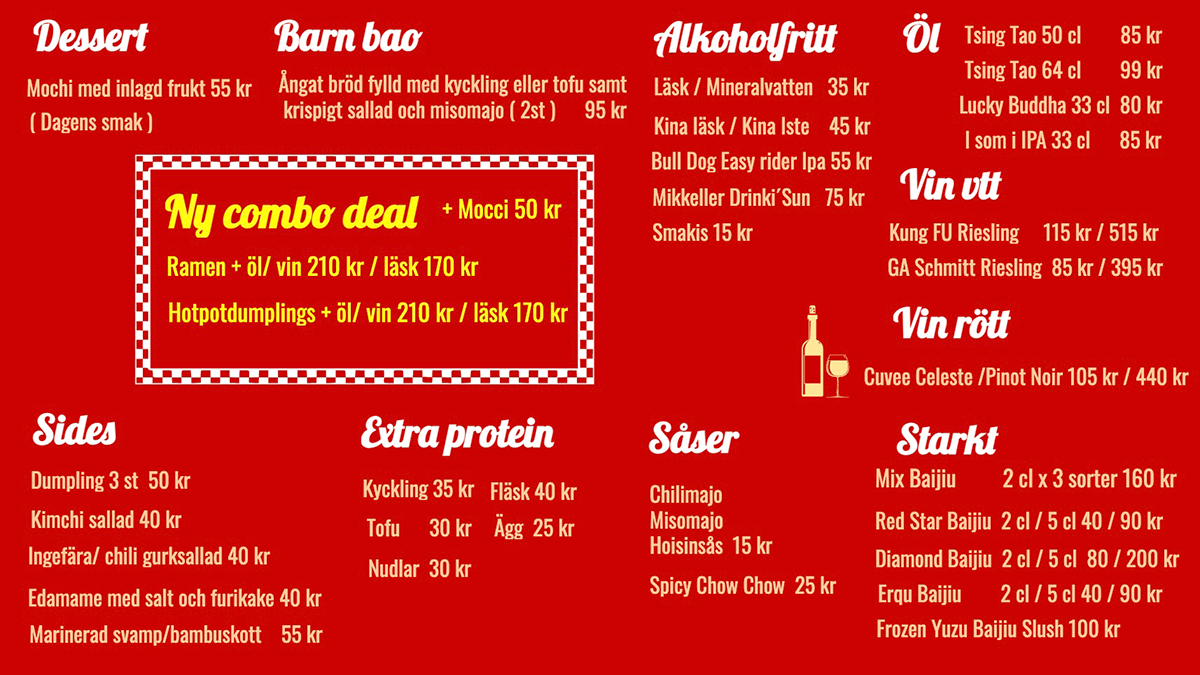 Dessert
Mochi med inlagd frukt 55 kr
( Dagens smak )
Barn bao
Ångat bröd fylld med kyckling eller tofu samt
krispigt sallad och misomajo ( 2st ) 95 kr
Ny combo deal + Mocci 50 kr
Ramen + öl/ vin 210 kr / läsk 170 kr
Hotpotdumplings + öl/ vin 210 kr / läsk 170 kr
Alkoholfritt
Läsk / Mineralvatten 35 kr
Kina läsk / Kina Iste 45 kr
Bull Dog Easy rider Ipa 55 kr
Mikkeller Drinki´Sun 75 kr
Smakis 15 kr
Öl
Tsing Tao 50 cl 85 kr
Tsing Tao 64 cl 99 kr
Lucky Buddha 33 cl 80 kr
I som i IPA 33 cl 85 kr
Vin vtt
Kung FU Riesling 115 kr / 515 kr
GA Schmitt Riesling 85 kr / 395 kr
Vin rött
Cuvee Celeste /Pinot Noir 105 kr / 440 kr
Sides
Dumpling 3 st 50 kr
Kimchi sallad 40 kr
Ingefära/ chili gurksallad 40 kr
Edamame med salt och furikake 40 kr
Marinerad svamp/bambuskott 55 kr
Extra protein
Kyckling 35 kr Fläsk 40 kr
Tofu 30 kr Ägg 25 kr
Nudlar 30 kr
Såser
Chilimajo
Misomajo
Hoisinsås 15 kr
Spicy Chow Chow 25 kr
Starkt
Mix Baijiu 2 cl x 3 sorter 160 kr
Red Star Baijiu 2 cl / 5 cl 40 / 90 kr
Diamond Baijiu 2 cl / 5 cl 80 / 200 kr
Erqu Baijiu 2 cl / 5 cl 40 / 90 kr
Frozen Yuzu Baijiu Slush 100 kr